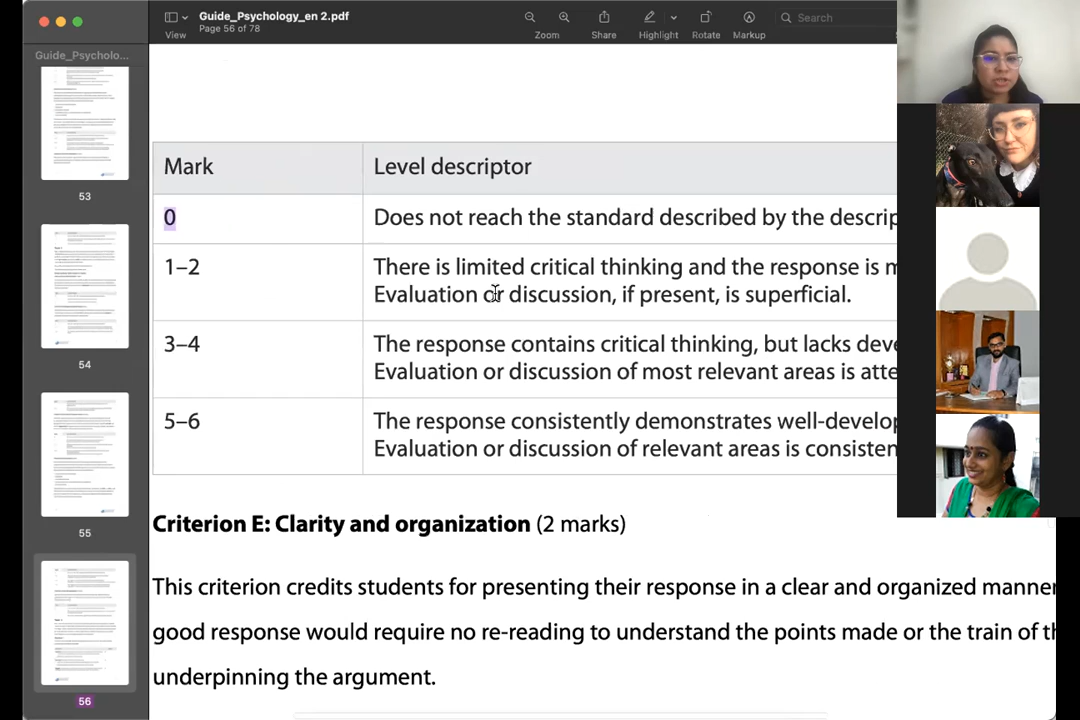 Guide_Psychology_en 2.pdf
Page 56 of 78
View
Zoom
Share
Highlight
Rotate
Markup
Search
Guide_Psycholo...
53
54
55
56
Mark
Level descriptor
0
Does not reach the standard described by the descrip
1–2
There is limited critical thinking and the response is m
Evaluation or discussion, if present, is superficial.
3–4
The response contains critical thinking, but lacks deve
Evaluation or discussion of most relevant areas is atte
5–6
The response consistently demonstrates well-develop
Evaluation or discussion of relevant areas is consisten
Criterion E: Clarity and organization (2 marks)
This criterion credits students for presenting their response in a clear and organized manner
good response would require no re-reading to understand the points made or the train of th
underpinning the argument.